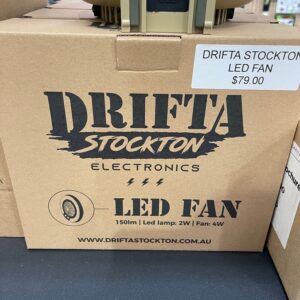 DRIFTA STOCKTON
LED FAN
$79.00
DRIFTA
STOCKTON
ELECTRONICS
LED FAN
150lm | Led lamp: 2W | Fan: 4W
WWW.DRIFTASTOCKTON.COM.AU